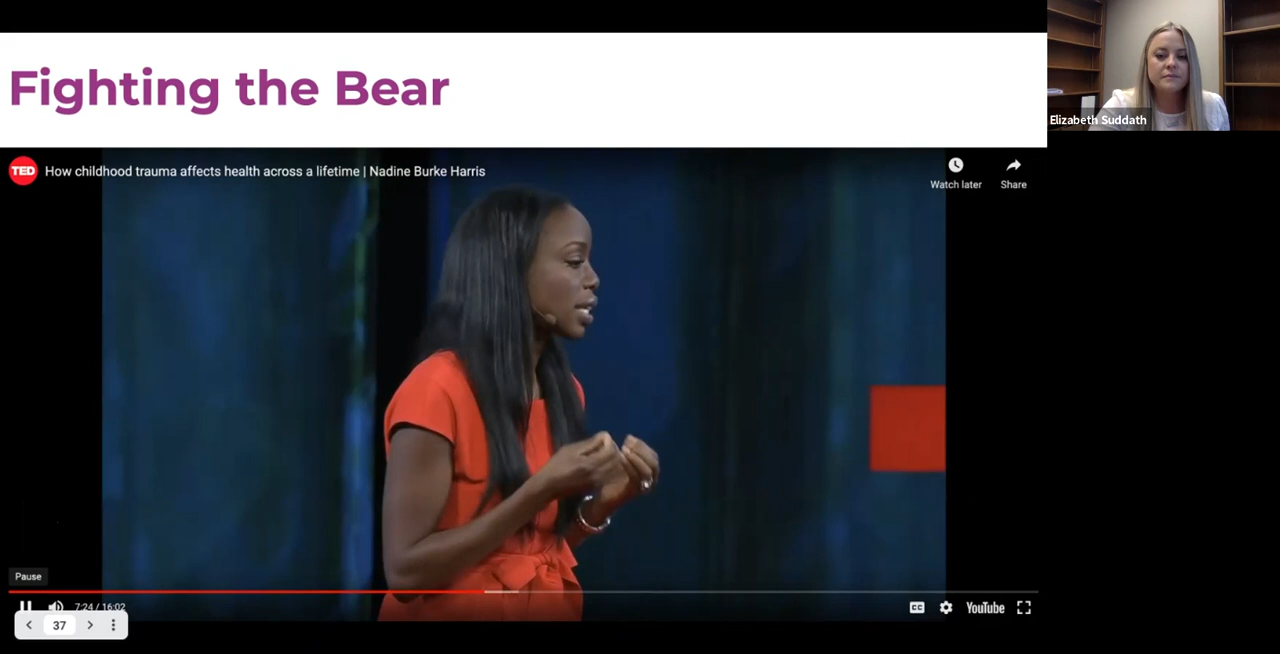 Fighting the Bear
Elizabeth Suddath
TED
How childhood trauma affects health across a lifetime | Nadine Burke Harris
Watch later
Share
Pause
7:24 / 16:02
CC
YouTube
37